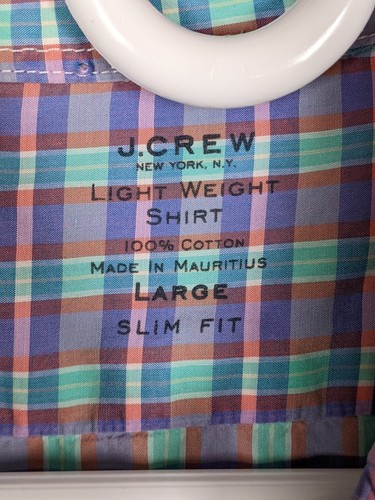 J.CREW
NEW YORK, N.Y.
LIGHT WEIGHT
SHIRT
100% COTTON
MADE IN MAURITIUS
LARGE
SLIM FIT